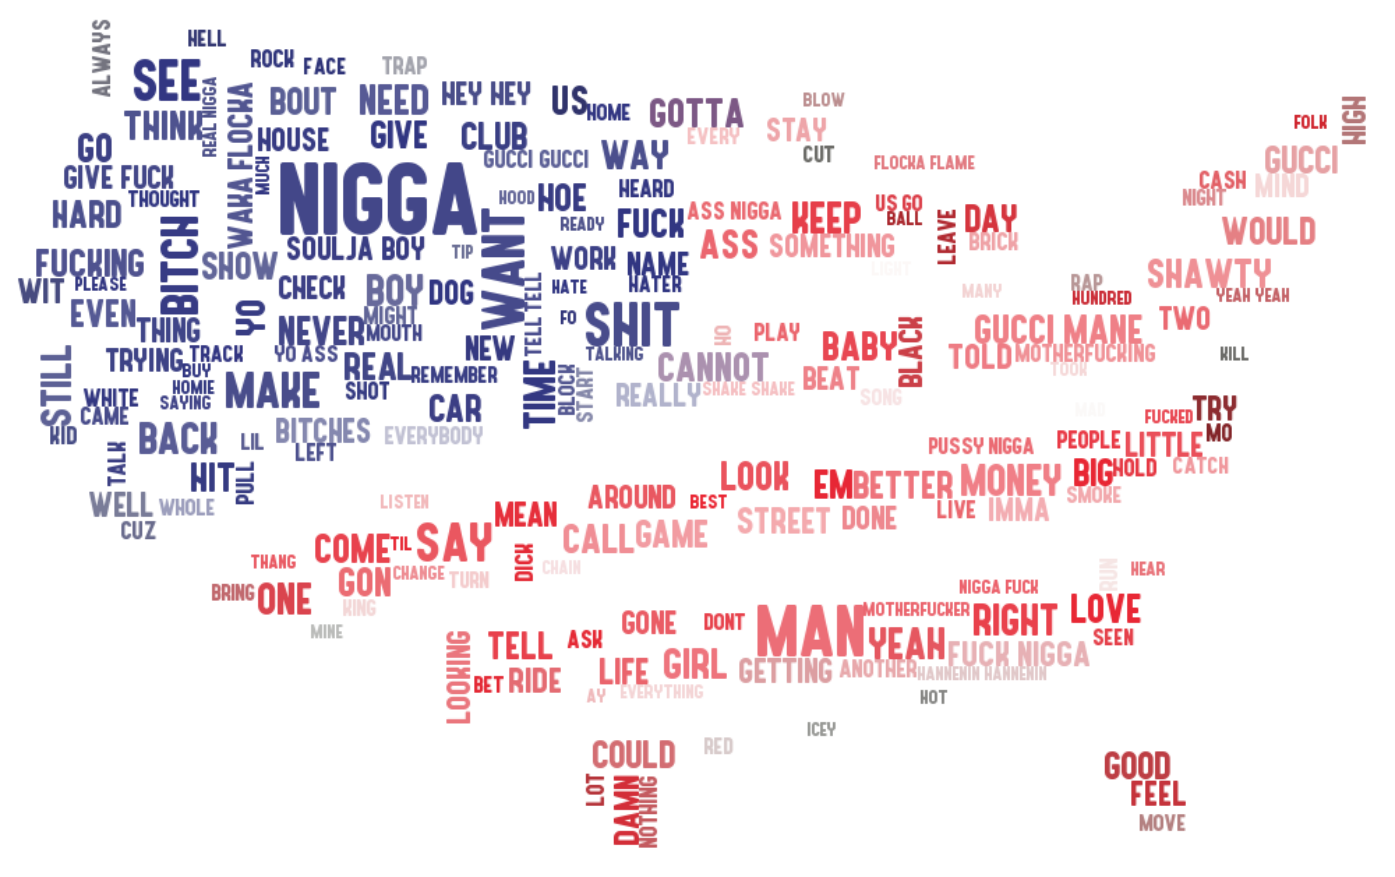 ALWAYS
HELL
ROCK
FACE
TRAP
SEE
REAL NIGGA
WAKA FLOCKA
BOUT
NEED
HEY HEY
US
HOME
GOTTA
BLOW
THINK
HOUSE
GIVE
CLUB
EVERY
STAY
FOLK
HIGH
GO
MUCH
GUCCI GUCCI
WAY
CUT
FLOCKA FLAME
GUCCI
GIVE FUCK
THOUGHT
NIGGA
HOOD
HOE
HEARD
CASH
MIND
NIGHT
HARD
BITCH
READY
FUCK
ASS NIGGA
KEEP
US GO
BALL
LEAVE
DAY
WOULD
SOULJA BOY
TIP
WANT
ASS
SOMETHING
BRICK
FUCKING
SHOW
WORK
NAME
LIGHT
SHAWTY
WIT
PLEASE
CHECK
BOY
DOG
TELL TELL
HATE
HATER
MANY
RAP
HUNDRED
YEAH YEAH
EVEN
THING
YO
NEVER
MIGHT
MOUTH
FO
SHIT
HO
PLAY
BABY
BLACK
GUCCI MANE
TWO
STILL
TRYING
TRACK
YO ASS
REAL
NEW
TALKING
CANNOT
TOLD
MOTHERFUCKING
KILL
BUY
REMEMBER
TIME
BLOCK
START
BEAT
TOOK
WHITE
HOMIE
SAYING
MAKE
SHOT
REALLY
SHAKE SHAKE
SONG
CAME
CAR
MAD
FUCKED
TRY
KID
BACK
LIL
BITCHES
EVERYBODY
MO
TALK
LEFT
PUSSY NIGGA
PEOPLE
LITTLE
HIT
PULL
LOOK
EM
BETTER
MONEY
BIG
HOLD
CATCH
WELL
WHOLE
LISTEN
MEAN
AROUND
BEST
SMOKE
CUZ
STREET
DONE
LIVE
IMMA
COME
TIL
SAY
DICK
CALL
GAME
THANG
GON
CHANGE
TURN
CHAIN
RUN
HEAR
BRING
ONE
KING
NIGGA FUCK
MINE
LOOKING
TELL
ASK
GONE
DONT
MAN
MOTHERFUCKER
RIGHT
LOVE
YEAH
SEEN
BET
RIDE
LIFE
GIRL
GETTING
ANOTHER
FUCK NIGGA
HANNENIN HANNENIN
AY
EVERYTHING
HOT
ICEY
COULD
RED
LOT
DAMN
NOTHING
GOOD
FEEL
MOVE